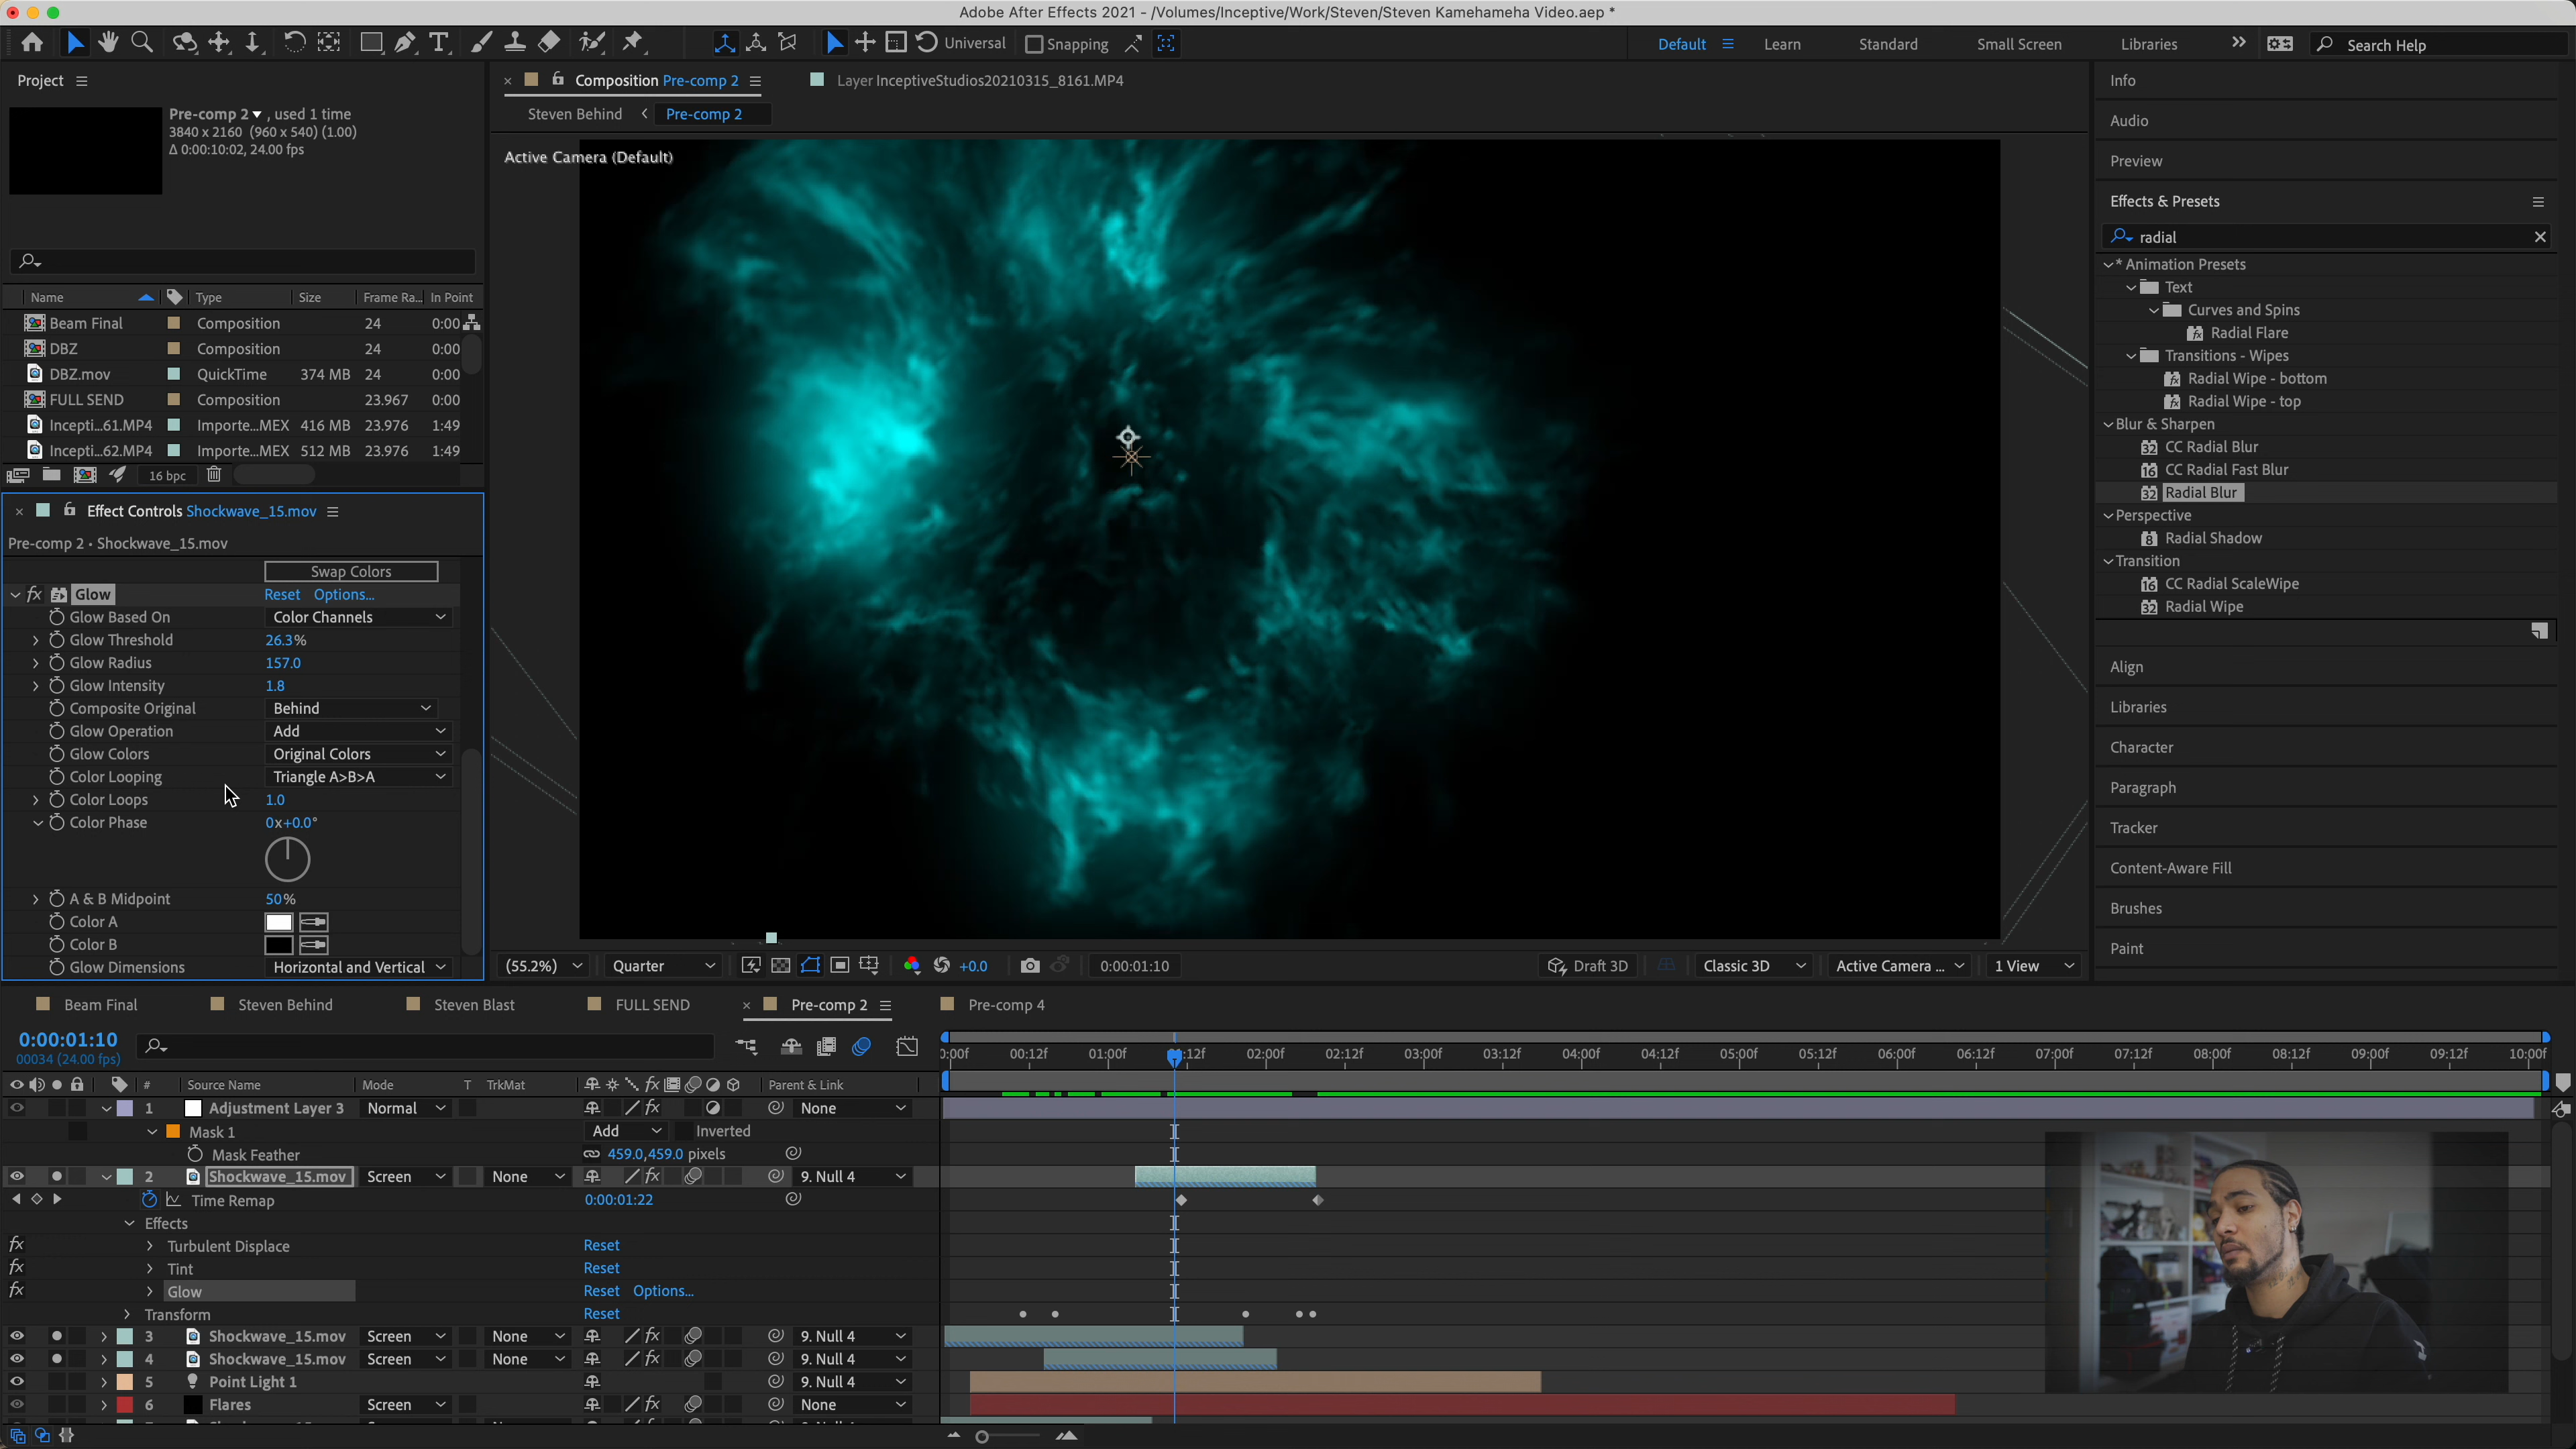 Adobe After Effects 2021 - /Volumes/Inceptive/Work/Steven/Steven Kamehameha Video.aep *
Universal
Snapping
Default
Learn
Standard
Small Screen
Libraries
Search Help
Project
Pre-comp 2 , used 1 time
3840 x 2160 (960 x 540) (1.00)
Δ 0:00:10:02, 24.00 fps
Name Type Size Frame Ra... In Point
Beam Final Composition 24 0:00
DBZ Composition 24 0:00
DBZ.mov QuickTime 374 MB 24 0:00
FULL SEND Composition 23.967 0:00
Incepti...61.MP4 Importe...MEX 416 MB 23.976 1:49
Incepti...62.MP4 Importe...MEX 512 MB 23.976 1:49
16 bpc
Effect Controls Shockwave_15.mov
Pre-comp 2 • Shockwave_15.mov
Swap Colors
fx Glow Reset Options...
Glow Based On Color Channels
Glow Threshold 26.3%
Glow Radius 157.0
Glow Intensity 1.8
Composite Original Behind
Glow Operation Add
Glow Colors Original Colors
Color Looping Triangle A>B>A
Color Loops 1.0
Color Phase 0x+0.0°
A & B Midpoint 50%
Color A
Color B
Glow Dimensions Horizontal and Vertical
Composition Pre-comp 2
Layer InceptiveStudios20210315_8161.MP4
Steven Behind
Pre-comp 2
Active Camera (Default)
(55.2%) Quarter +0.0 0:00:01:10 Draft 3D Classic 3D Active Camera ... 1 View
Info
Audio
Preview
Effects & Presets
radial
* Animation Presets
Text
Curves and Spins
Radial Flare
Transitions - Wipes
Radial Wipe - bottom
Radial Wipe - top
Blur & Sharpen
32 CC Radial Blur
16 CC Radial Fast Blur
32 Radial Blur
Perspective
8 Radial Shadow
Transition
16 CC Radial ScaleWipe
32 Radial Wipe
Align
Libraries
Character
Paragraph
Tracker
Content-Aware Fill
Brushes
Paint
Beam Final Steven Behind Steven Blast FULL SEND Pre-comp 2 Pre-comp 4
0:00:01:10
00034 (24.00 fps)
00:12f 01:00f 02:00f 02:12f 03:00f 03:12f 04:00f 04:12f 05:00f 05:12f 06:00f 06:12f 07:00f 07:12f 08:00f 08:12f 09:00f 09:12f 10:00f
# Source Name Mode T TrkMat fx Parent & Link
1 Adjustment Layer 3 Normal fx None
Mask 1 Add Inverted
Mask Feather 459.0,459.0 pixels
2 Shockwave_15.mov Screen None fx 9. Null 4
Time Remap 0:00:01:22
Effects
fx Turbulent Displace Reset
fx Tint Reset
fx Glow Reset Options...
Transform Reset
3 Shockwave_15.mov Screen None fx 9. Null 4
4 Shockwave_15.mov Screen None fx 9. Null 4
5 Point Light 1 9. Null 4
6 Flares Screen fx None